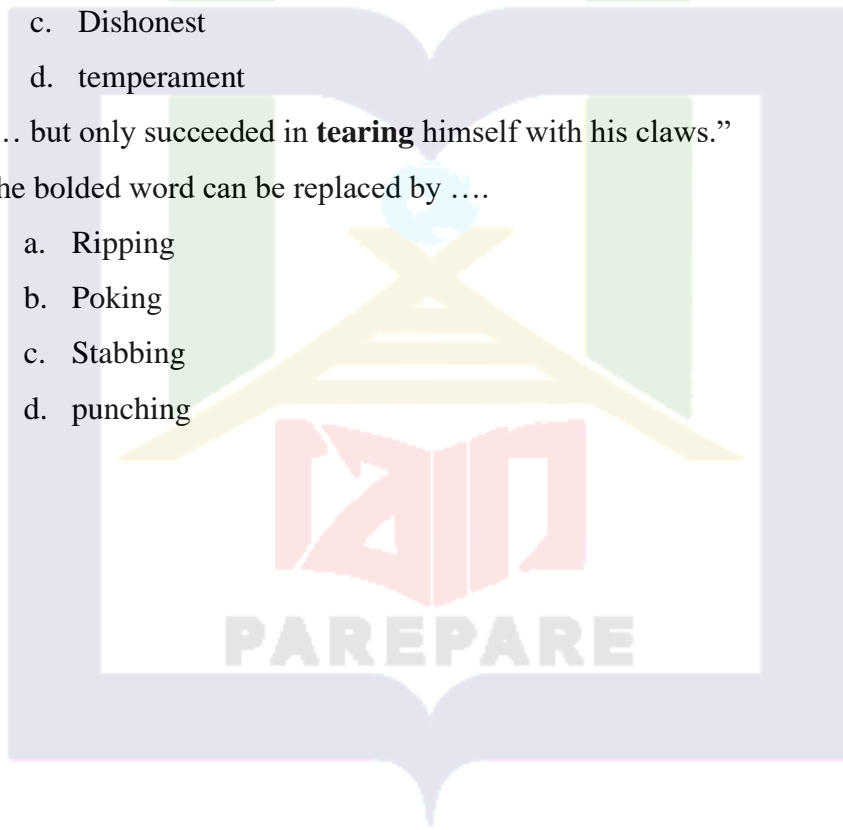 c. Dishonest
d. temperament
.. but only succeeded in tearing himself with his claws.”
he bolded word can be replaced by ….
a. Ripping
b. Poking
c. Stabbing
d. punching
PAREPARE